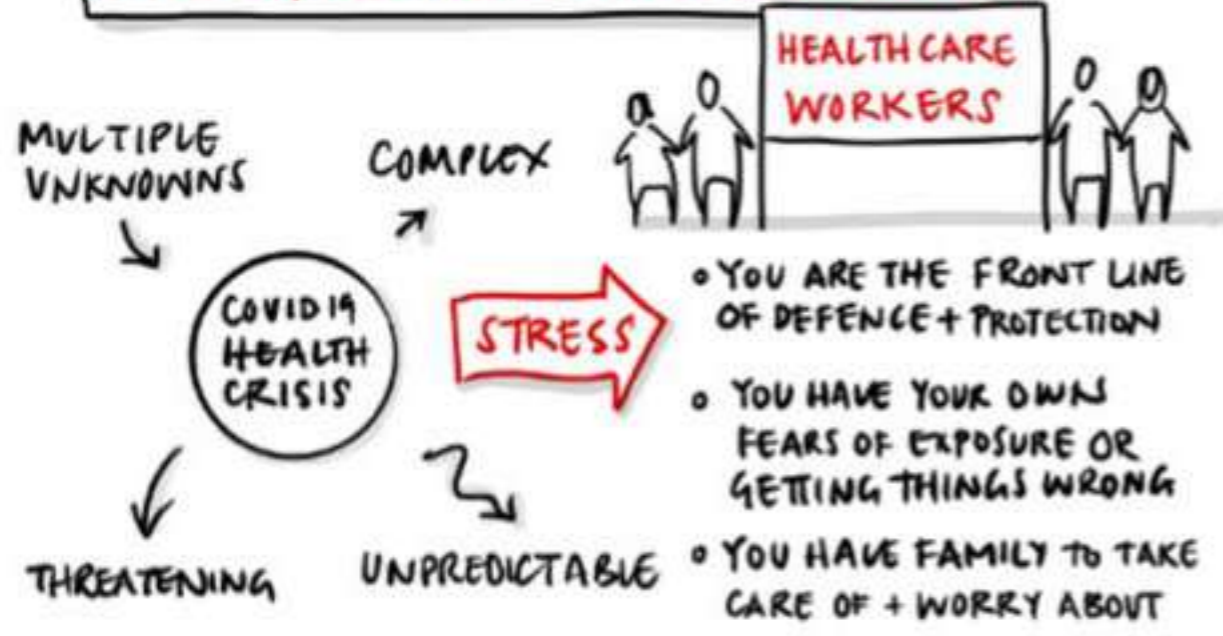 HEALTH CARE
WORKERS
MULTIPLE
UNKNOWNS
COMPLEX
COVID 19
HEALTH
CRISIS
STRESS
THREATENING
UNPREDICTABLE
• YOU ARE THE FRONT LINE
OF DEFENCE + PROTECTION
• YOU HAVE YOUR OWN
FEARS OF EXPOSURE OR
GETTING THINGS WRONG
• YOU HAVE FAMILY TO TAKE
CARE OF + WORRY ABOUT